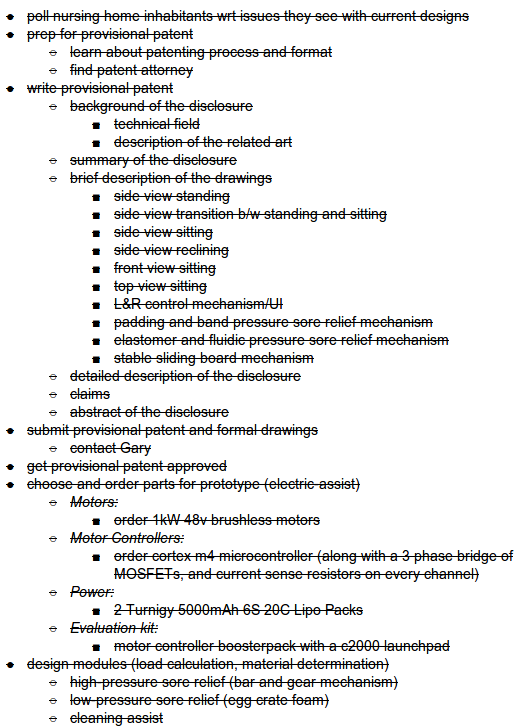 poll nursing home inhabitants wrt issues they see with current designs
prep for provisional patent
learn about patenting process and format
find patent attorney
write provisional patent
background of the disclosure
technical field
description of the related art
summary of the disclosure
brief description of the drawings
side view standing
side view transition b/w standing and sitting
side view sitting
side view reclining
front view sitting
top view sitting
L&R control mechanism/UI
padding and band pressure sore relief mechanism
elastomer and fluidic pressure sore relief mechanism
stable sliding board mechanism
detailed description of the disclosure
claims
abstract of the disclosure
submit provisional patent and formal drawings
contact Gary
get provisional patent approved
choose and order parts for prototype (electric assist)
Motors:
order 1kW 48v brushless motors
Motor Controllers:
order cortex m4 microcontroller (along with a 3 phase bridge of
MOSFETs, and current sense resistors on every channel)
Power:
2 Turnigy 5000mAh 6S 20C Lipo Packs
Evaluation kit:
motor controller boosterpack with a c2000 launchpad
design modules (load calculation, material determination)
high-pressure sore relief (bar and gear mechanism)
low-pressure sore relief (egg crate foam)
cleaning assist